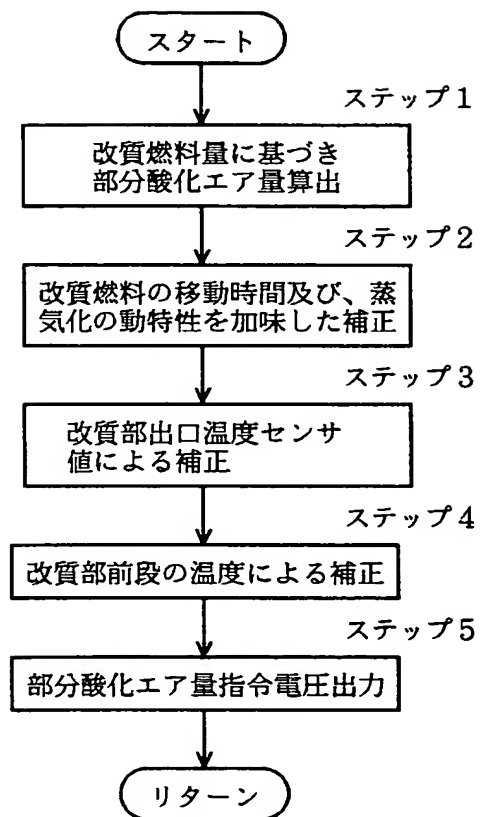 スタート
ステップ1
改質燃料量に基づき
部分酸化エア量算出
ステップ2
改質燃料の移動時間及び、蒸
気化の動特性を加味した補正
ステップ3
改質部出口温度センサ
値による補正
ステップ4
改質部前段の温度による補正
ステップ5
部分酸化エア量指令電圧出力
リターン